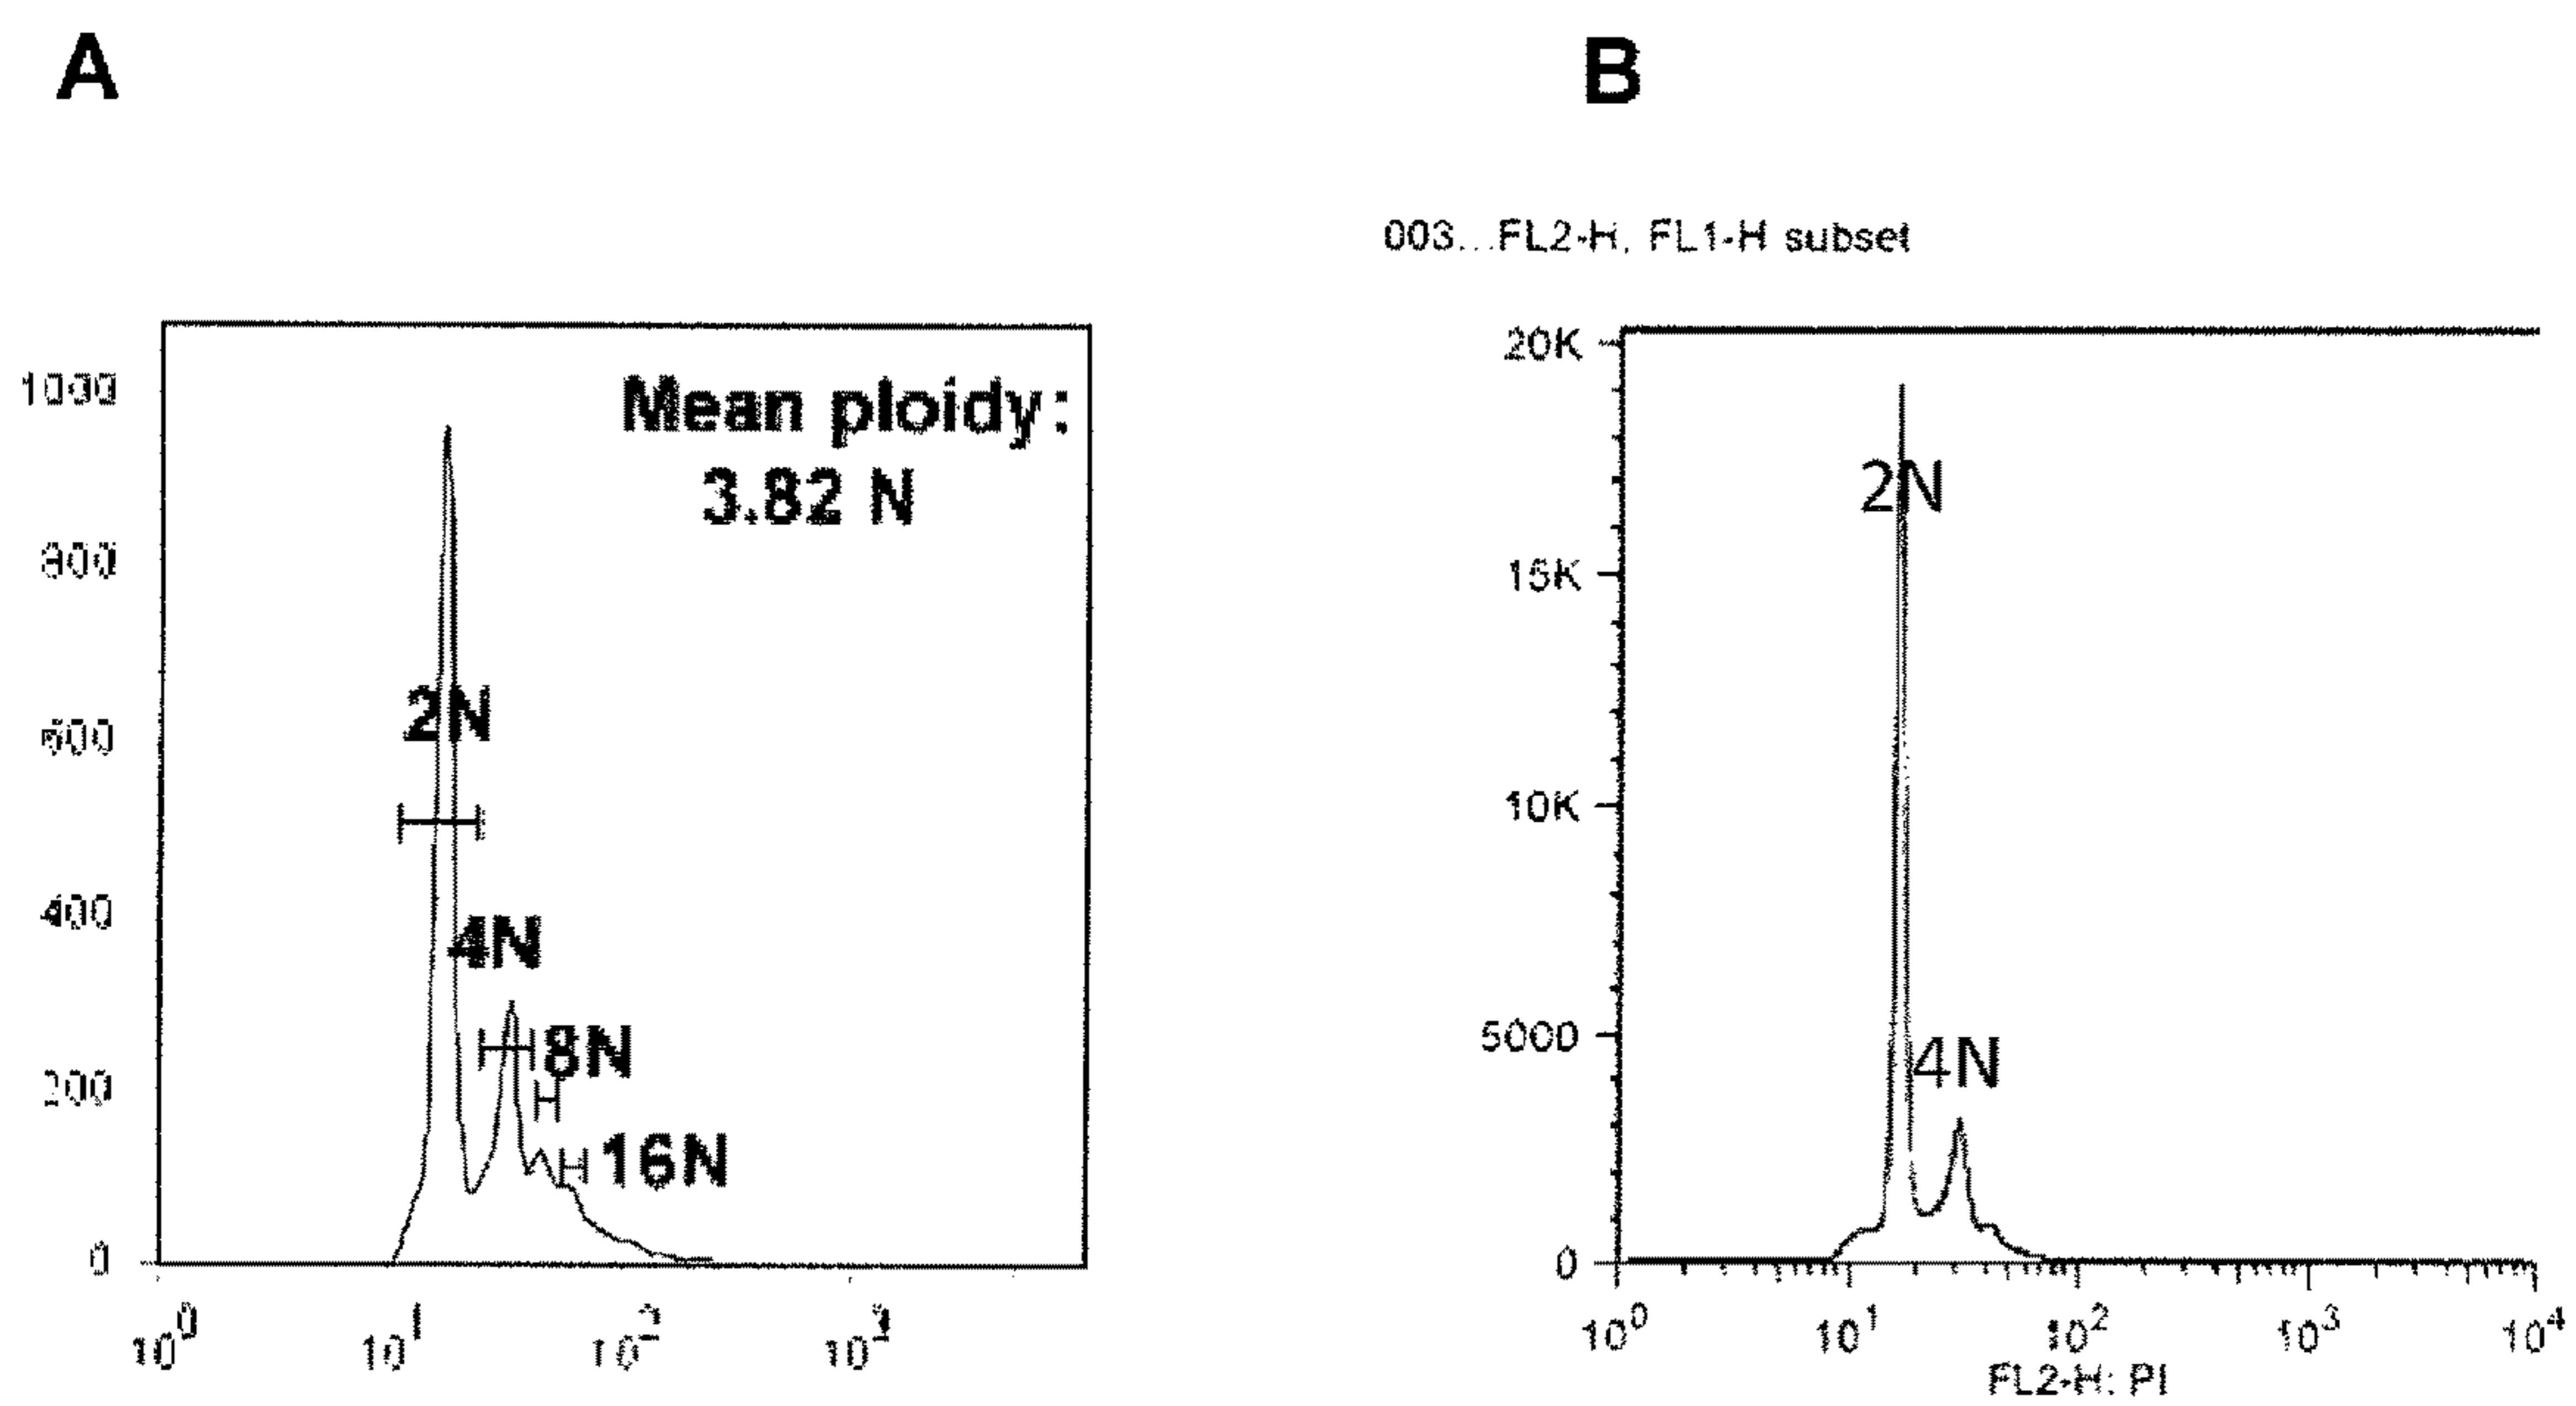 A
B
003...FL2-H, FL1-H subset
Mean ploidy:
3.82 N
1000
800
600
400
200
0
2N
4N
8N
16N
10^0
10^1
10^2
20K
15K
10K
5000
0
2N
4N
10^0
10^1
10^2
10^3
10^4
FL2-H: PI